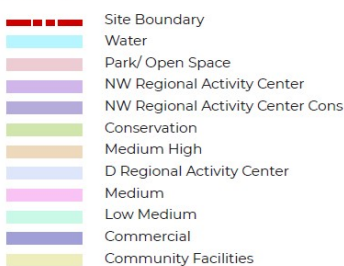 Site Boundary
Water
Park/ Open Space
NW Regional Activity Center
NW Regional Activity Center Cons
Conservation
Medium High
D Regional Activity Center
Medium
Low Medium
Commercial
Community Facilities